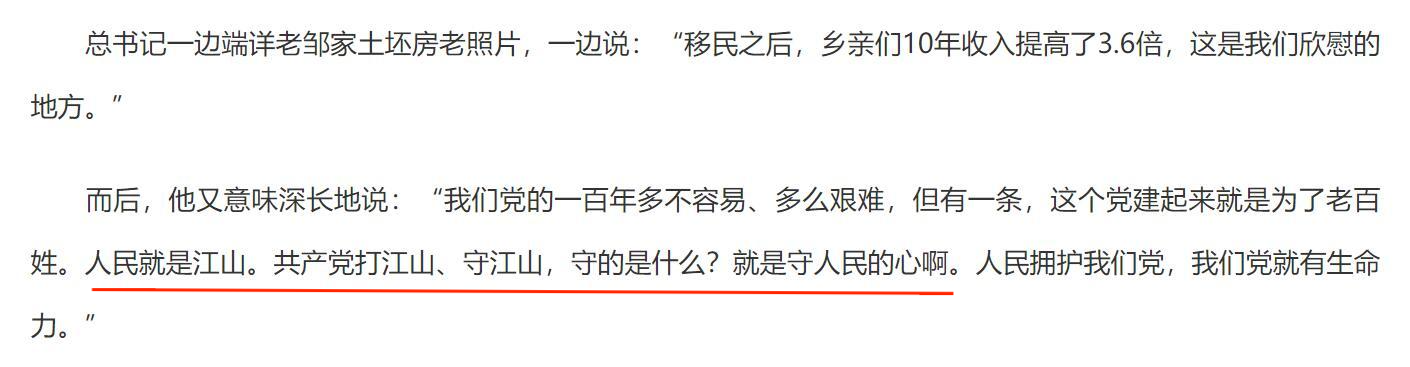 总书记一边端详老邹家土坯房老照片，一边说：“移民之后，乡亲们10年收入提高了3.6倍，这是我们欣慰的
地方。”
而后，他又意味深长地说：“我们党的一百年多不容易、多么艰难，但有一条，这个党建起来就是为了老百
姓。人民就是江山。共产党打江山、守江山，守的是什么？就是守人民的心啊。人民拥护我们党，我们党就有生命
力。”